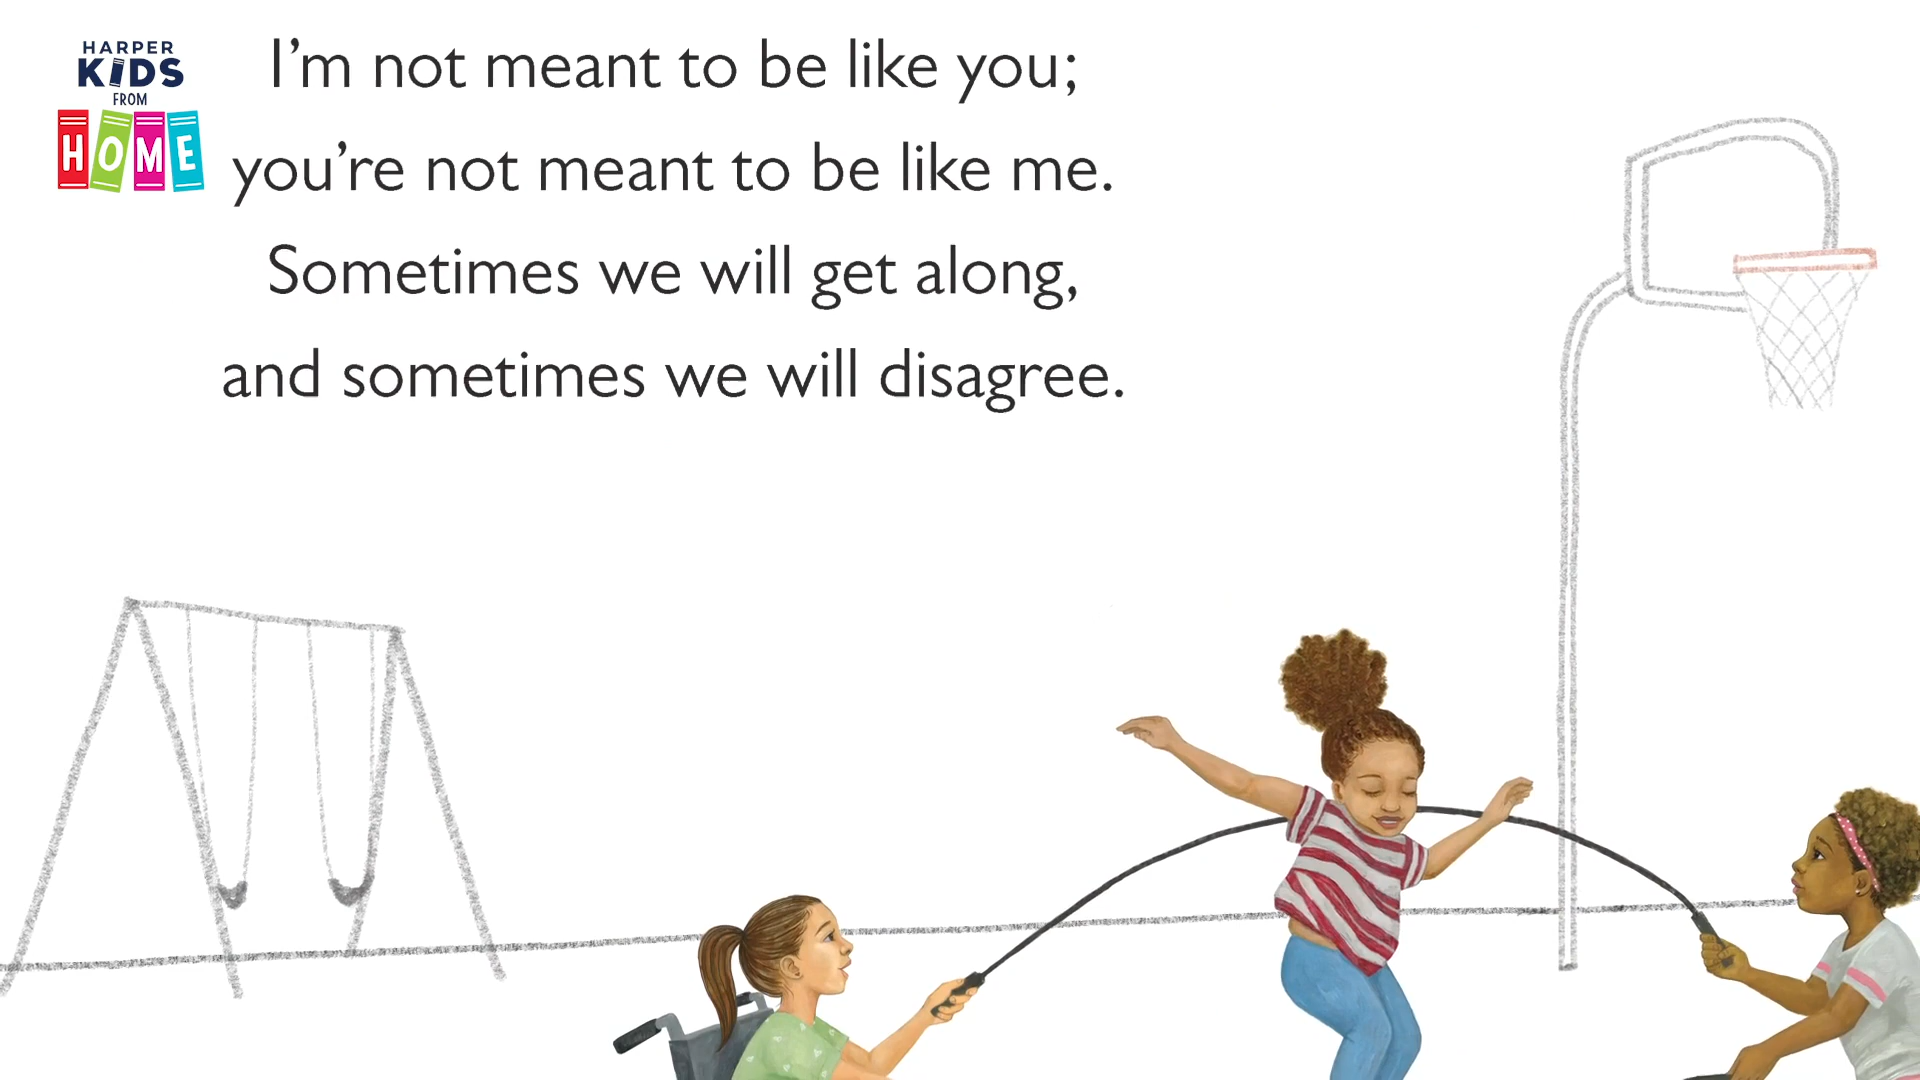 HARPER
KIDS
FROM
HOME
I’m not meant to be like you;
you’re not meant to be like me.
Sometimes we will get along,
and sometimes we will disagree.